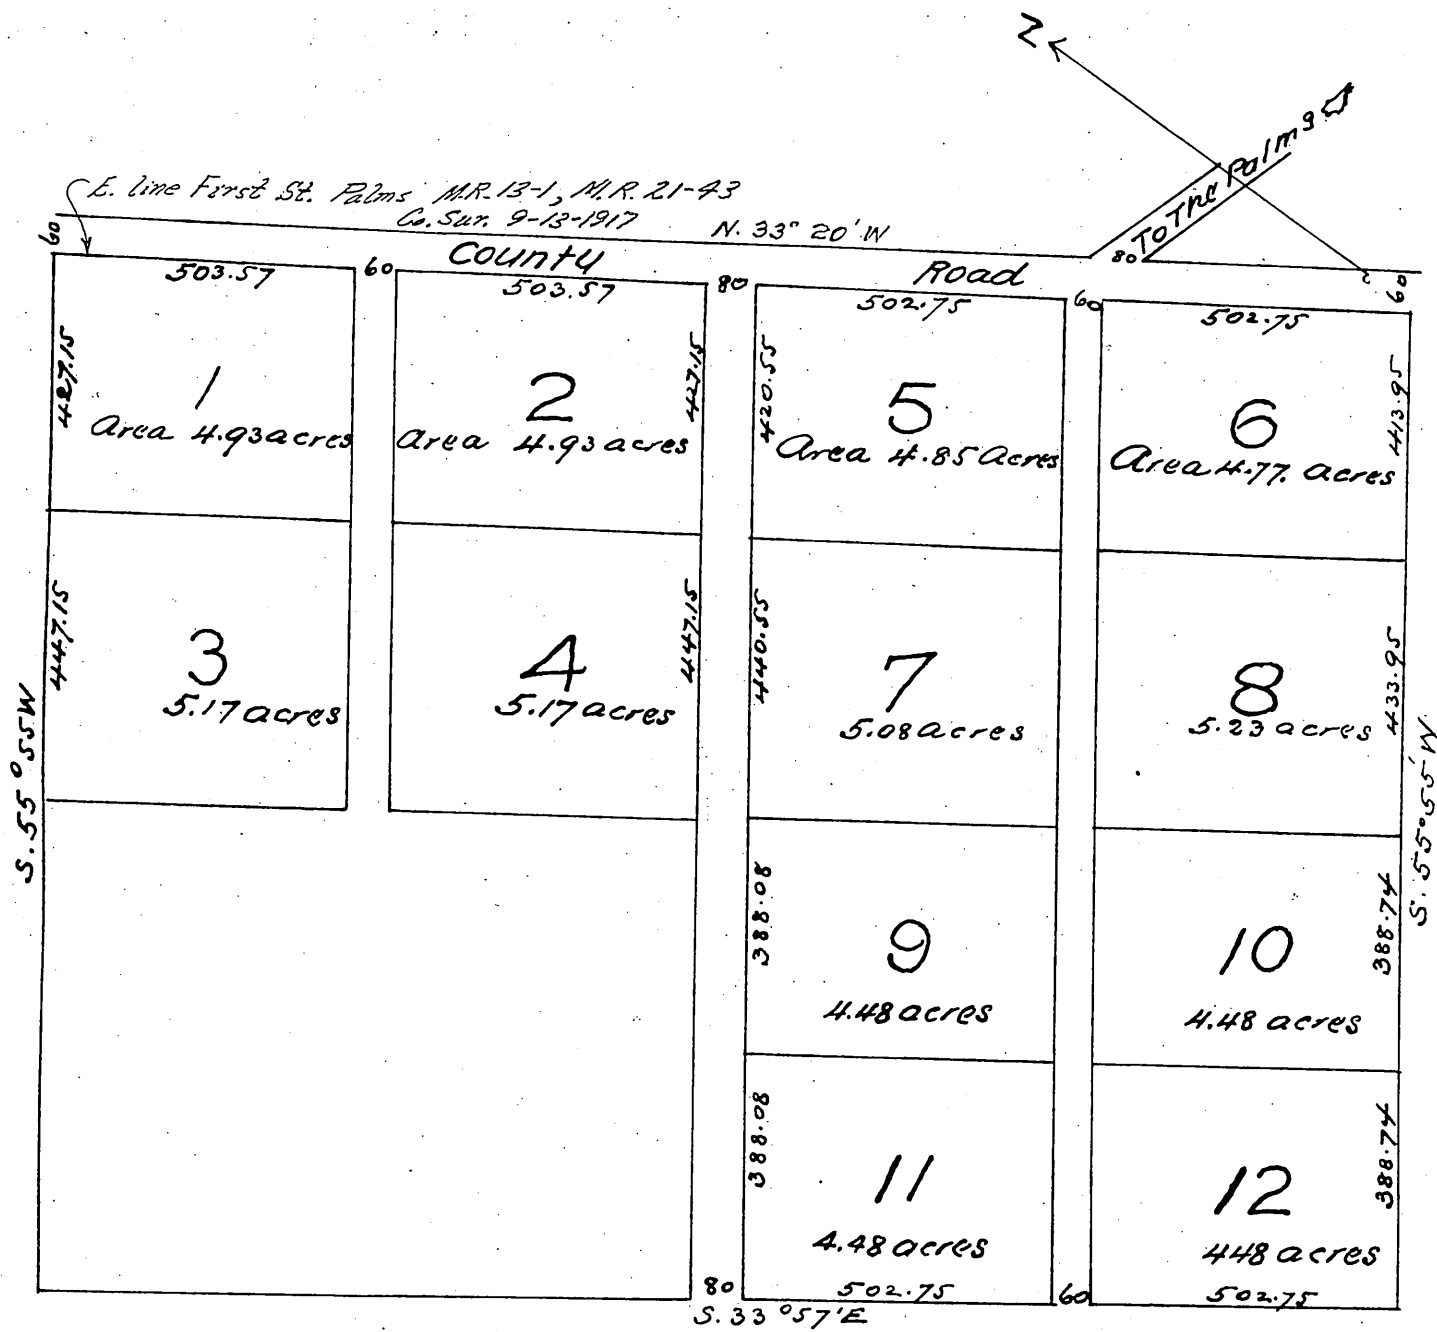 N
To The Palms
E. line First St. Palms M.R. 13-1, M.R. 21-43
Co. Sur. 9-13-1917
N. 33° 20' W
60
County
Road
80
60
503.57
60
503.57
80
502.75
60
502.75
427.15
1
Area 4.93 acres
2
Area 4.93 acres
427.15
420.55
5
Area 4.85 Acres
6
Area 4.77. Acres
413.95
447.15
3
5.17 acres
4
5.17 acres
447.15
440.55
7
5.08 acres
8
5.23 acres
433.95
S. 55° 55 W
S. 55° 55' W
388.08
9
4.48 acres
10
4.48 acres
388.74
388.08
11
4.48 acres
12
448 acres
388.74
80
502.75
60
502.75
S. 33° 57' E